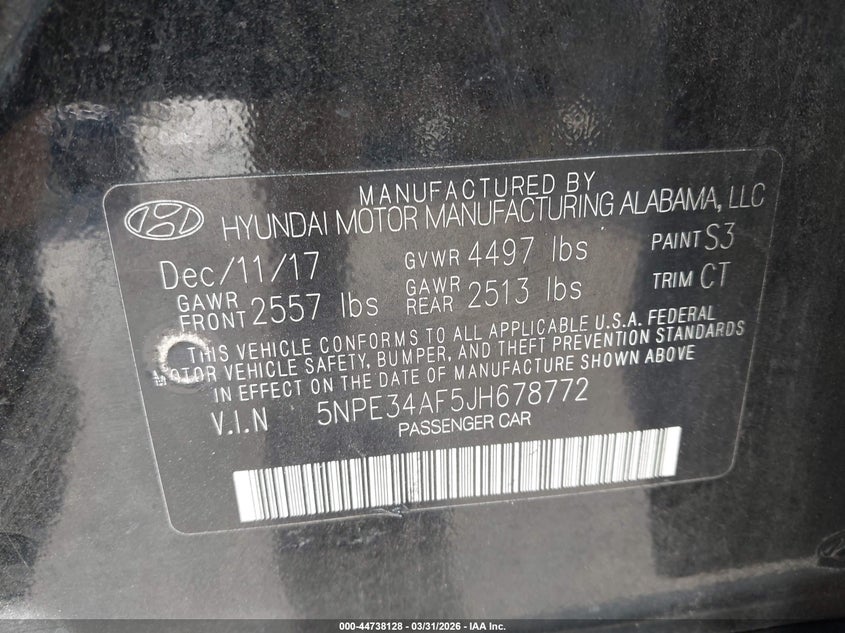 MANUFACTURED BY
HYUNDAI MOTOR MANUFACTURING ALABAMA, LLC
Dec/11/17 GVWR 4497 lbs PAINT S3
GAWR FRONT 2557 lbs GAWR REAR 2513 lbs TRIM CT
THIS VEHICLE CONFORMS TO ALL APPLICABLE U.S.A. FEDERAL
MOTOR VEHICLE SAFETY, BUMPER, AND THEFT PREVENTION STANDARDS
IN EFFECT ON THE DATE OF MANUFACTURE SHOWN ABOVE
V.I.N 5NPE34AF5JH678772
PASSENGER CAR
000-44738128 - 03/31/2026 - IAA Inc.